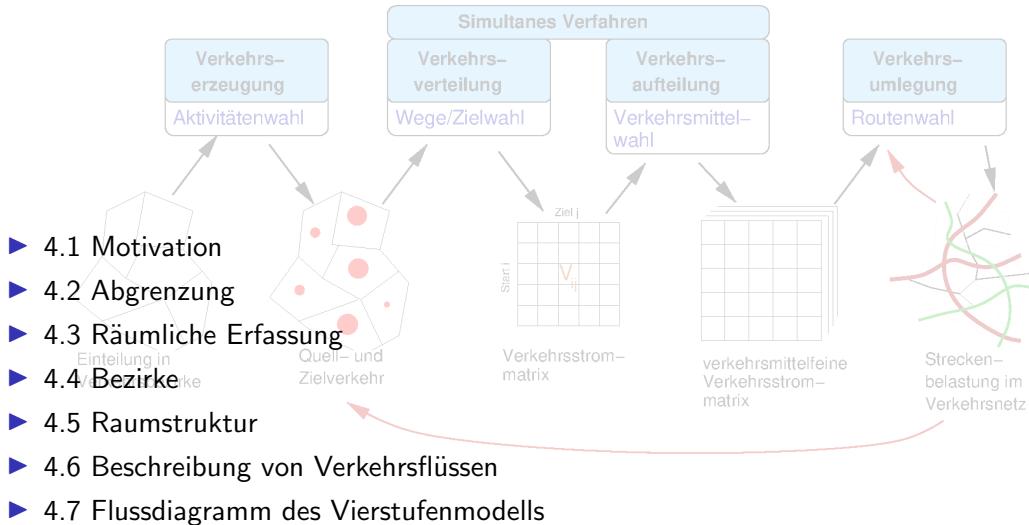 Simultanes Verfahren
Verkehrs–
erzeugung
Aktivitätenwahl
Verkehrs–
verteilung
Wege/Zielwahl
Verkehrs–
aufteilung
Verkehrsmittel–
wahl
Verkehrs–
umlegung
Routenwahl
Ziel j
Start i
V_ij
Einteilung in
Verkehrsbezirke
Quell– und
Zielverkehr
Verkehrsstrom–
matrix
verkehrsmittelfeine
Verkehrsstrom–
matrix
Strecken–
belastung im
Verkehrsnetz
▶ 4.1 Motivation
▶ 4.2 Abgrenzung
▶ 4.3 Räumliche Erfassung
▶ 4.4 Bezirke
▶ 4.5 Raumstruktur
▶ 4.6 Beschreibung von Verkehrsflüssen
▶ 4.7 Flussdiagramm des Vierstufenmodells